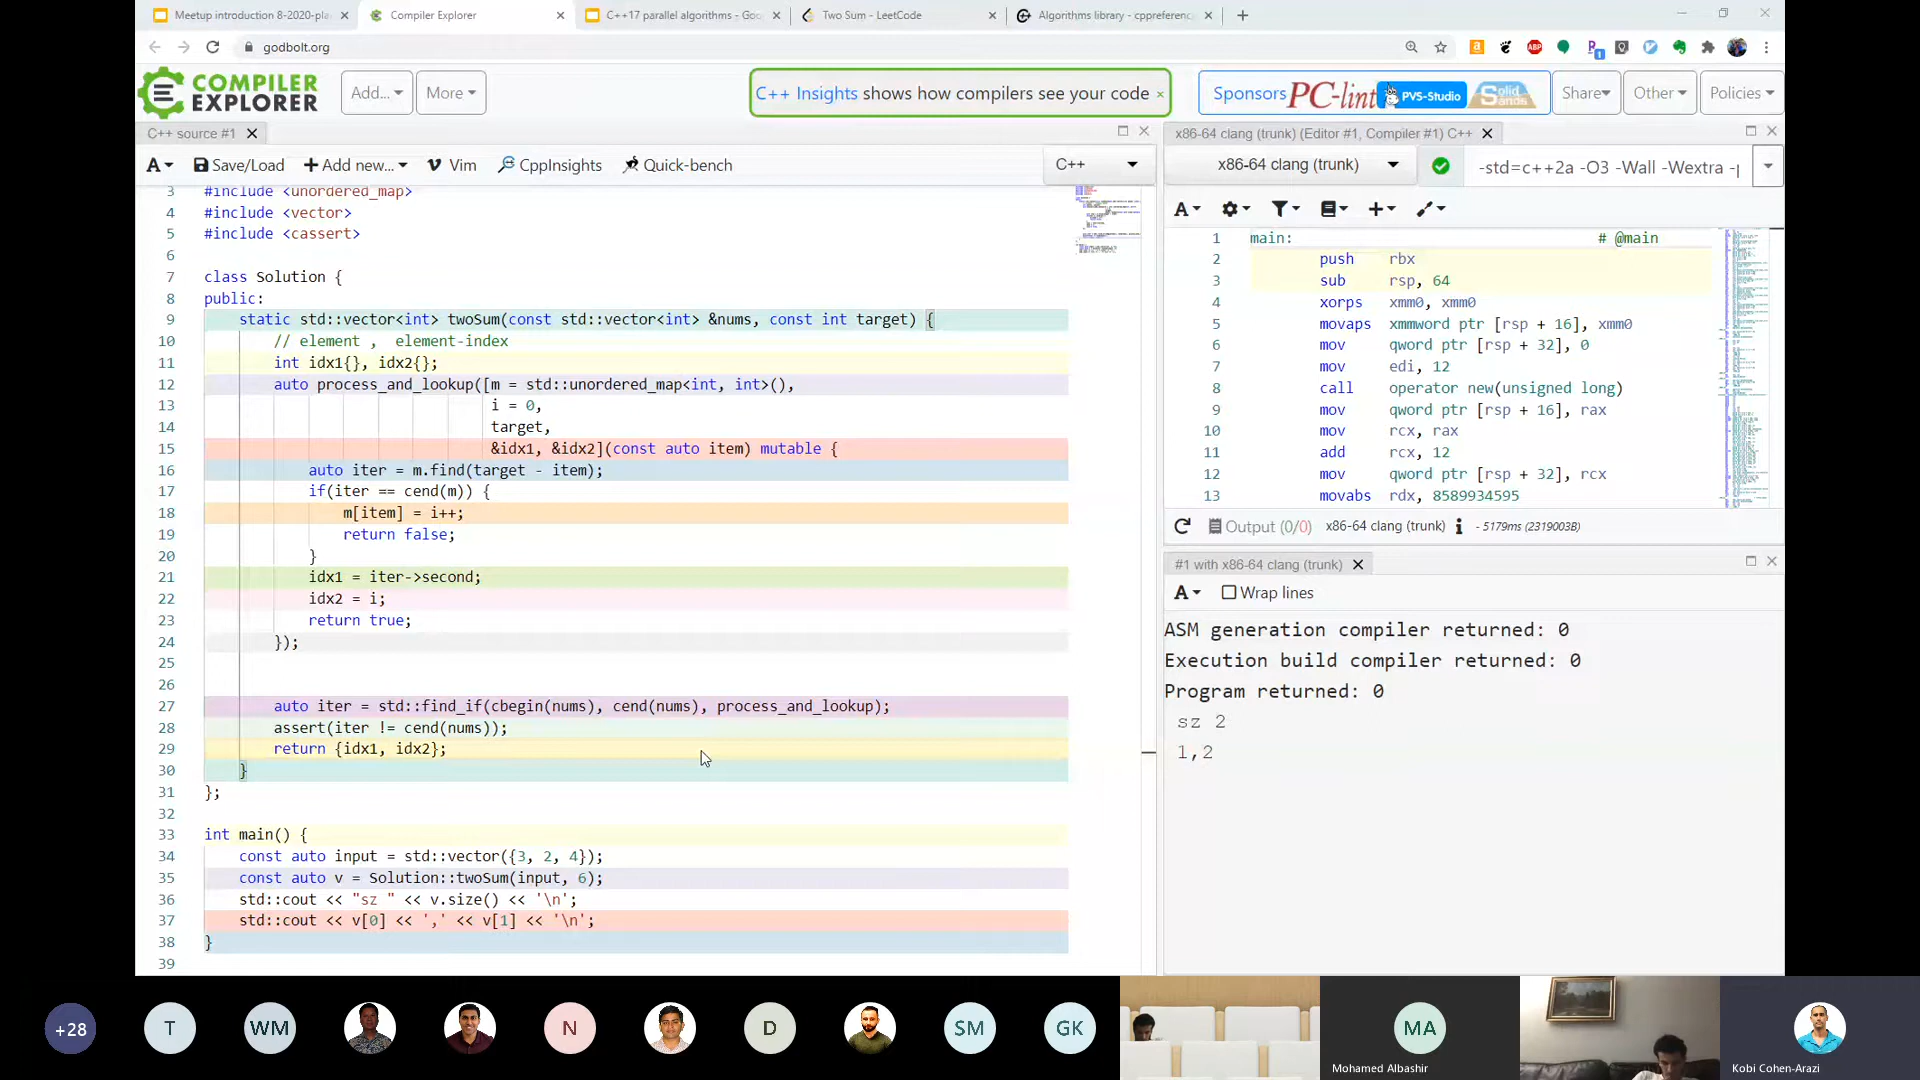 Meetup introduction 8-2020-pla
Compiler Explorer
C++17 parallel algorithms - Goo
Two Sum - LeetCode
Algorithms library - cppreferenc
godbolt.org
ABP
1
COMPILER
EXPLORER
Add...
More
C++ Insights shows how compilers see your code ×
Sponsors PC-lint PVS-Studio Solid Sands
Share
Other
Policies
C++ source #1
A
Save/Load
Add new...
Vim
CppInsights
Quick-bench
C++
3 #include <unordered_map>
4 #include <vector>
5 #include <cassert>
6
7 class Solution {
8 public:
9 static std::vector<int> twoSum(const std::vector<int> &nums, const int target) {
10 // element , element-index
11 int idx1{}, idx2{};
12 auto process_and_lookup([m = std::unordered_map<int, int>(),
13 i = 0,
14 target,
15 &idx1, &idx2](const auto item) mutable {
16 auto iter = m.find(target - item);
17 if(iter == cend(m)) {
18 m[item] = i++;
19 return false;
20 }
21 idx1 = iter->second;
22 idx2 = i;
23 return true;
24 });
25
26
27 auto iter = std::find_if(cbegin(nums), cend(nums), process_and_lookup);
28 assert(iter != cend(nums));
29 return {idx1, idx2};
30 }
31 };
32
33 int main() {
34 const auto input = std::vector({3, 2, 4});
35 const auto v = Solution::twoSum(input, 6);
36 std::cout << "sz " << v.size() << '\n';
37 std::cout << v[0] << ',' << v[1] << '\n';
38 }
39
x86-64 clang (trunk) (Editor #1, Compiler #1) C++
x86-64 clang (trunk)
-std=c++2a -O3 -Wall -Wextra -p
A
1 main: # @main
2 push rbx
3 sub rsp, 64
4 xorps xmm0, xmm0
5 movaps xmmword ptr [rsp + 16], xmm0
6 mov qword ptr [rsp + 32], 0
7 mov edi, 12
8 call operator new(unsigned long)
9 mov qword ptr [rsp + 16], rax
10 mov rcx, rax
11 add rcx, 12
12 mov qword ptr [rsp + 32], rcx
13 movabs rdx, 8589934595
Output (0/0) x86-64 clang (trunk) - 5179ms (2319003B)
#1 with x86-64 clang (trunk)
A
Wrap lines
ASM generation compiler returned: 0
Execution build compiler returned: 0
Program returned: 0
sz 2
1,2
+28
T
WM
N
D
SM
GK
MA
Mohamed Albashir
Kobi Cohen-Arazi